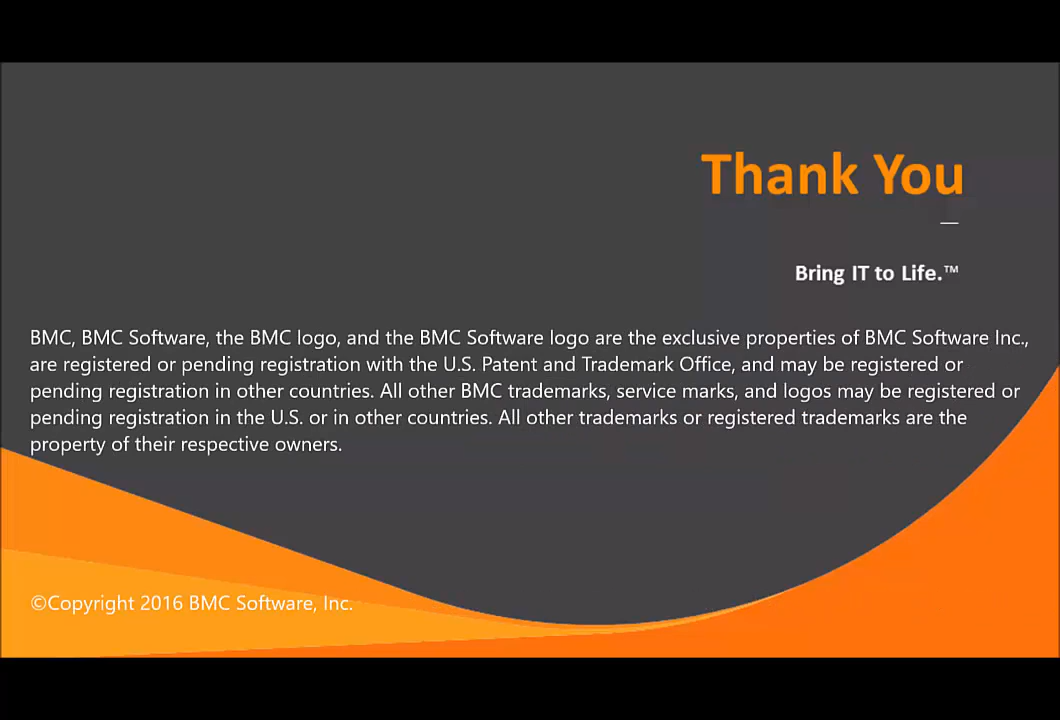 Thank You
Bring IT to Life.™
BMC, BMC Software, the BMC logo, and the BMC Software logo are the exclusive properties of BMC Software Inc.,
are registered or pending registration with the U.S. Patent and Trademark Office, and may be registered or
pending registration in other countries. All other BMC trademarks, service marks, and logos may be registered or
pending registration in the U.S. or in other countries. All other trademarks or registered trademarks are the
property of their respective owners.
©Copyright 2016 BMC Software, Inc.